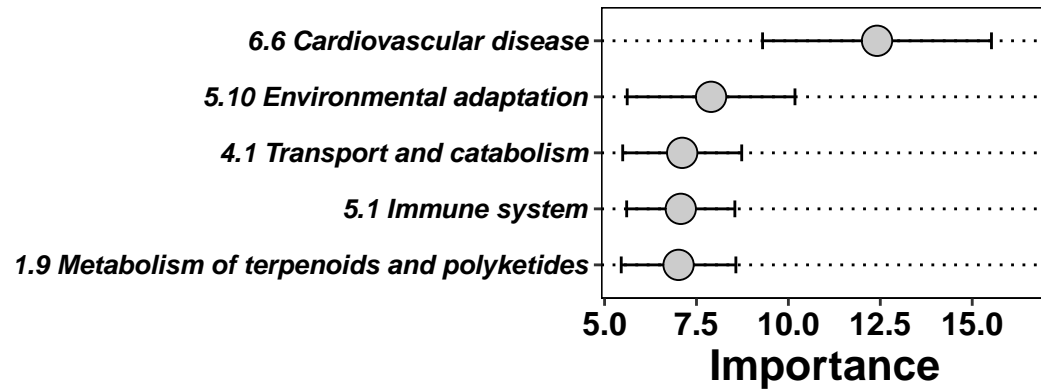 6.6 Cardiovascular disease
5.10 Environmental adaptation
4.1 Transport and catabolism
5.1 Immune system
1.9 Metabolism of terpenoids and polyketides
5.0 7.5 10.0 12.5 15.0
Importance